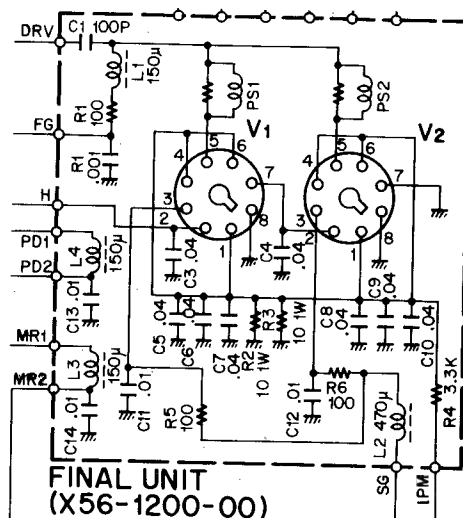 DRV
C1 100P
L1
150μ
R1
100
FG
R1
.001
PS1
PS2
V1
V2
4
5
6
7
3
2
1
8
4
5
6
7
3
2
1
8
H
PD1
L4
150μ
PD2
C13 .01
C3 .04
C4
.04
C5
.04
C6
.04
C7
.04
R2
10 1W
R3
10 1W
C8
.04
C9
.04
C10
.04
MR1
L3
150μ
MR2
C14 .01
C11 .01
R5
100
C12 .01
R6
100
L2 470μ
R4 3.3K
SG
IPM
FINAL UNIT
(X56-1200-00)